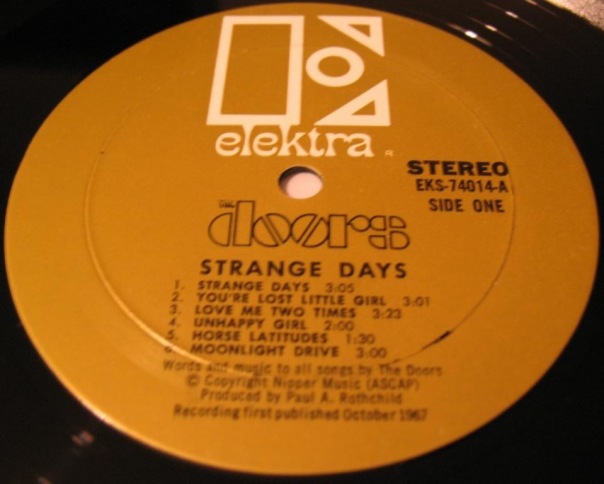 elektra R
STEREO
EKS-74014-A
SIDE ONE
THE
doors
STRANGE DAYS
1. STRANGE DAYS 3:05
2. YOU'RE LOST LITTLE GIRL 3:01
3. LOVE ME TWO TIMES 3:23
4. UNHAPPY GIRL 2:00
5. HORSE LATITUDES 1:30
6. MOONLIGHT DRIVE 3:00
Words and music to all songs by The Doors
© Copyright Nipper Music (ASCAP)
Produced by Paul A. Rothchild
Recording first published October 1967